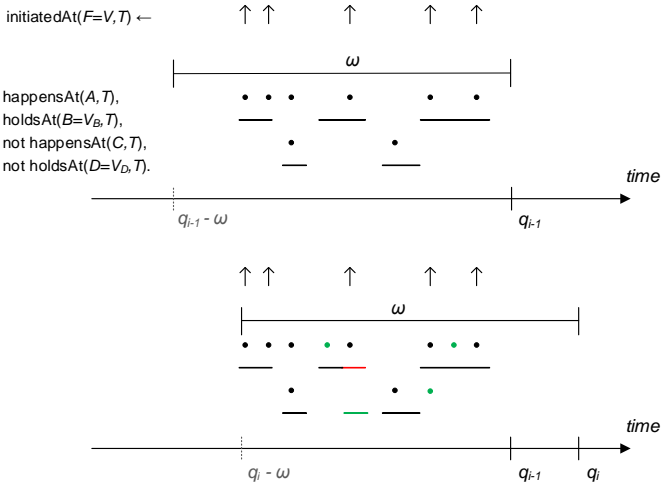 initiatedAt(F=V,T) ←
ω
happensAt(A,T),
holdsAt(B=V_B,T),
not happensAt(C,T),
not holdsAt(D=V_D,T).
time
q_{i-1} - ω
q_{i-1}
ω
time
q_i - ω
q_{i-1}
q_i